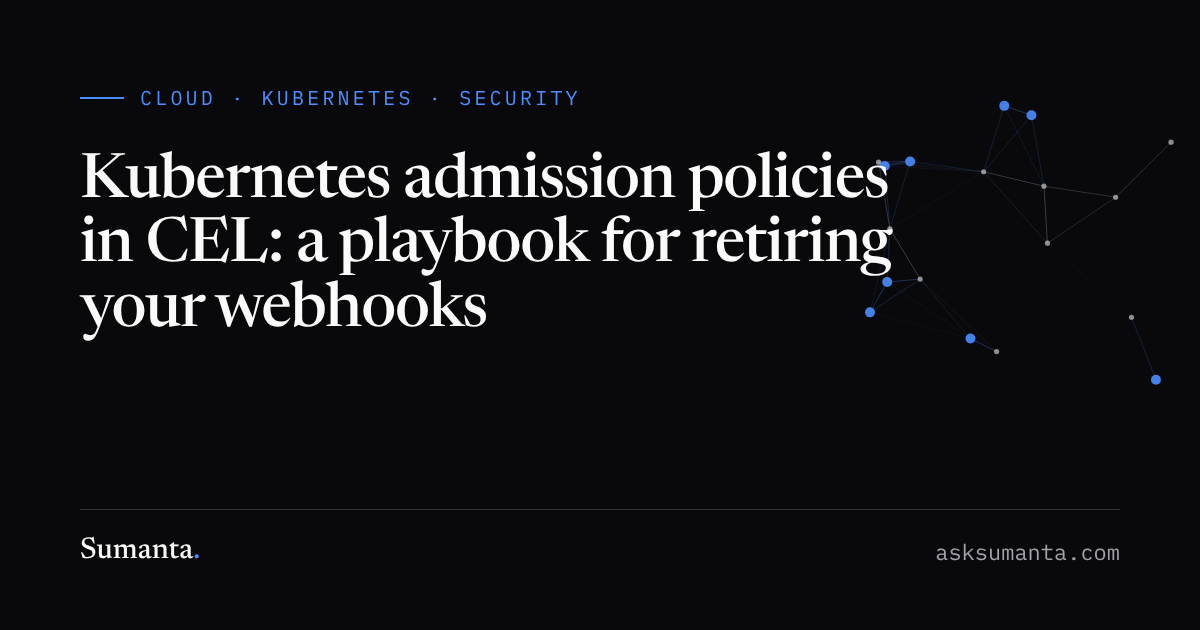 CLOUD · KUBERNETES · SECURITY
Kubernetes admission policies
in CEL: a playbook for retiring
your webhooks
Sumanta.
asksumanta.com